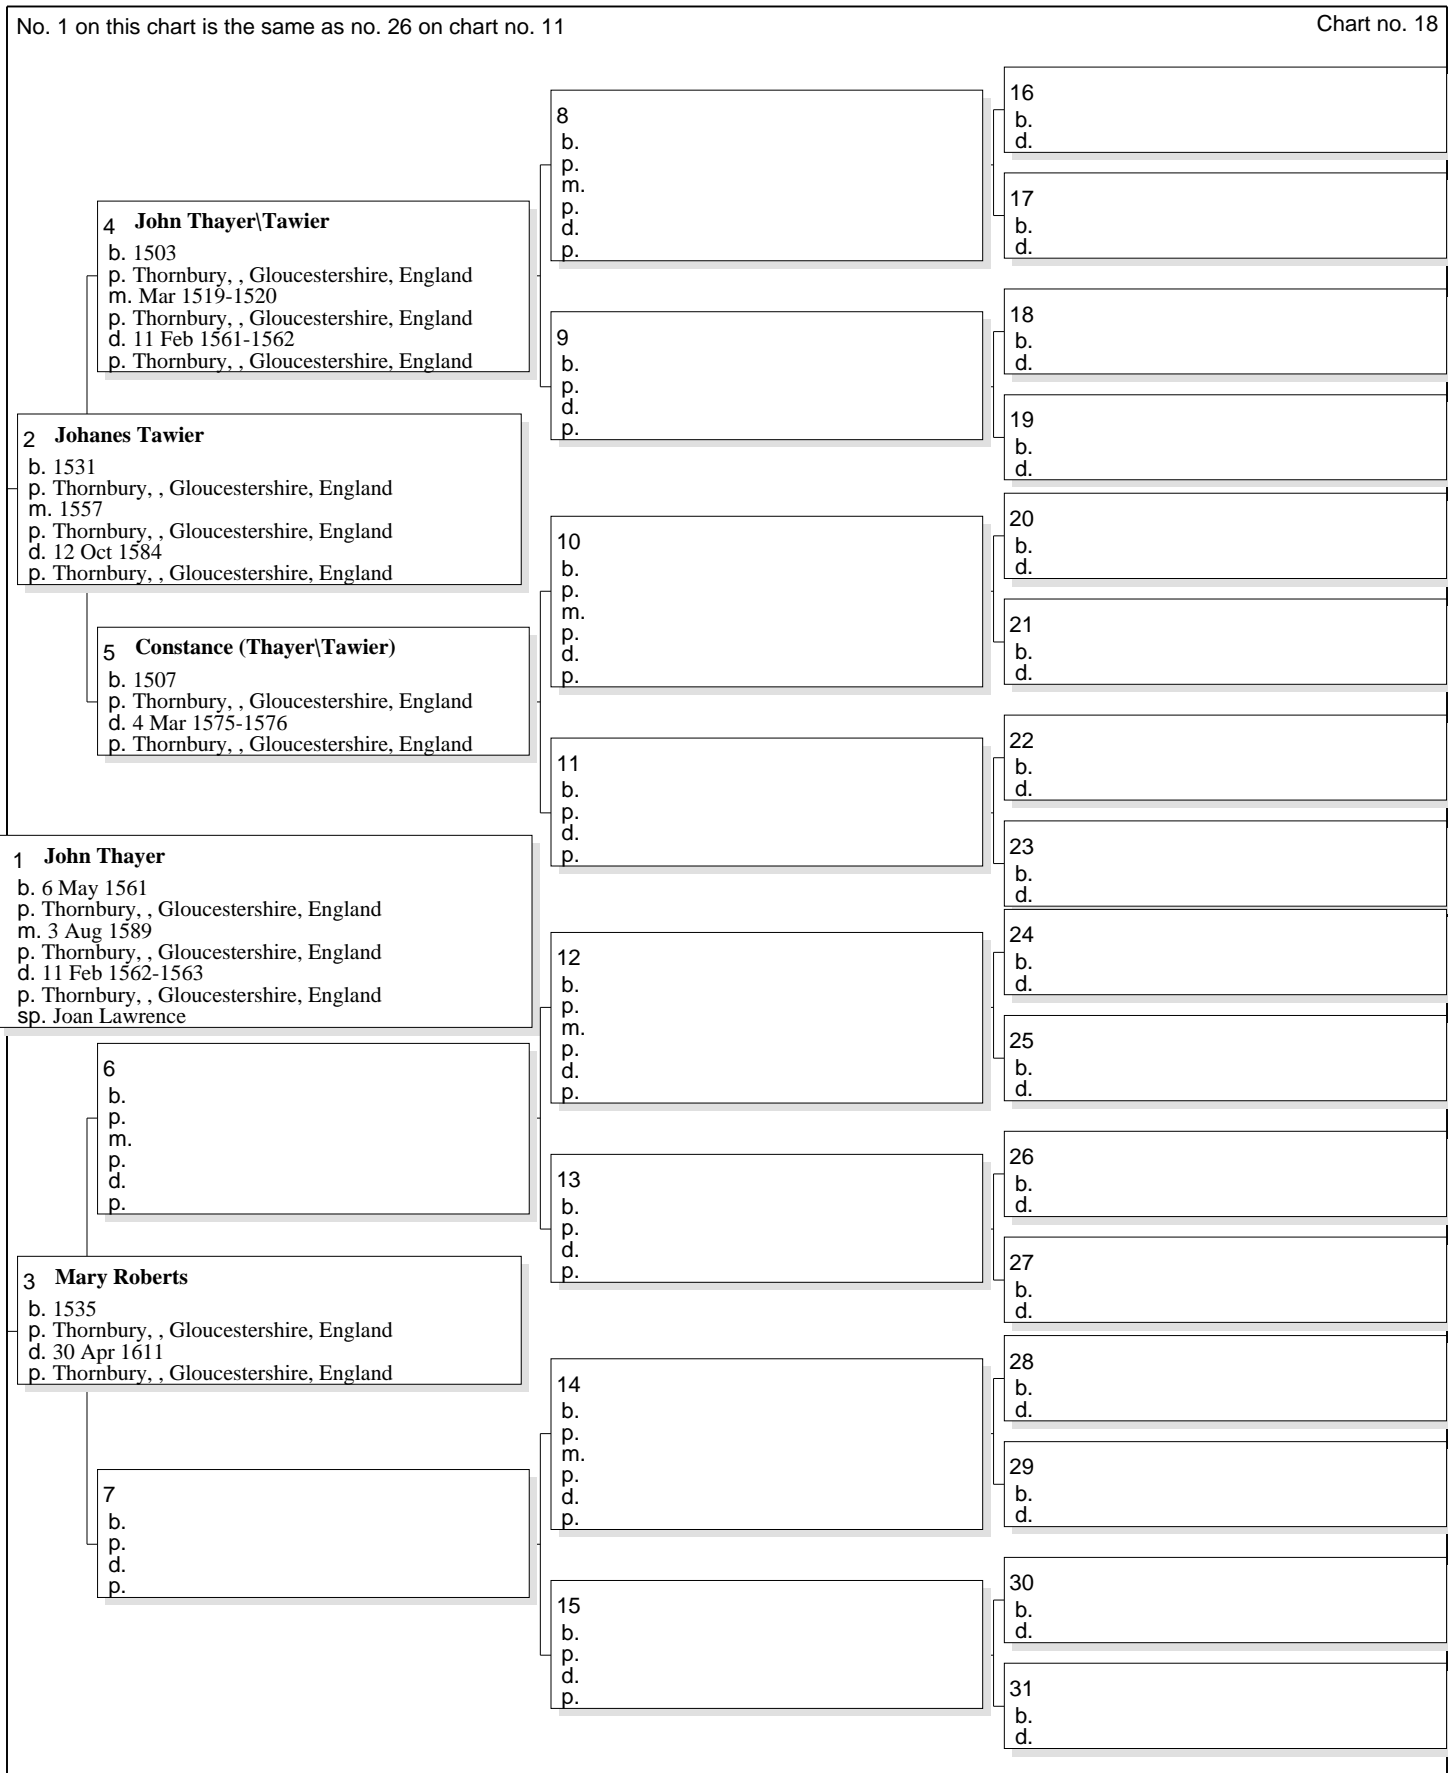 No. 1 on this chart is the same as no. 26 on chart no. 11
Chart no. 18
1 John Thayer
b. 6 May 1561
p. Thornbury, , Gloucestershire, England
m. 3 Aug 1589
p. Thornbury, , Gloucestershire, England
d. 11 Feb 1562-1563
p. Thornbury, , Gloucestershire, England
sp. Joan Lawrence
2 Johanes Tawier
b. 1531
p. Thornbury, , Gloucestershire, England
m. 1557
p. Thornbury, , Gloucestershire, England
d. 12 Oct 1584
p. Thornbury, , Gloucestershire, England
3 Mary Roberts
b. 1535
p. Thornbury, , Gloucestershire, England
d. 30 Apr 1611
p. Thornbury, , Gloucestershire, England
4 John Thayer\Tawier
b. 1503
p. Thornbury, , Gloucestershire, England
m. Mar 1519-1520
p. Thornbury, , Gloucestershire, England
d. 11 Feb 1561-1562
p. Thornbury, , Gloucestershire, England
5 Constance (Thayer\Tawier)
b. 1507
p. Thornbury, , Gloucestershire, England
d. 4 Mar 1575-1576
p. Thornbury, , Gloucestershire, England
6
b.
p.
m.
p.
d.
p.
7
b.
p.
d.
p.
8
b.
p.
m.
p.
d.
p.
9
b.
p.
d.
p.
10
b.
p.
m.
p.
d.
p.
11
b.
p.
d.
p.
12
b.
p.
m.
p.
d.
p.
13
b.
p.
d.
p.
14
b.
p.
m.
p.
d.
p.
15
b.
p.
d.
p.
16
b.
d.
17
b.
d.
18
b.
d.
19
b.
d.
20
b.
d.
21
b.
d.
22
b.
d.
23
b.
d.
24
b.
d.
25
b.
d.
26
b.
d.
27
b.
d.
28
b.
d.
29
b.
d.
30
b.
d.
31
b.
d.